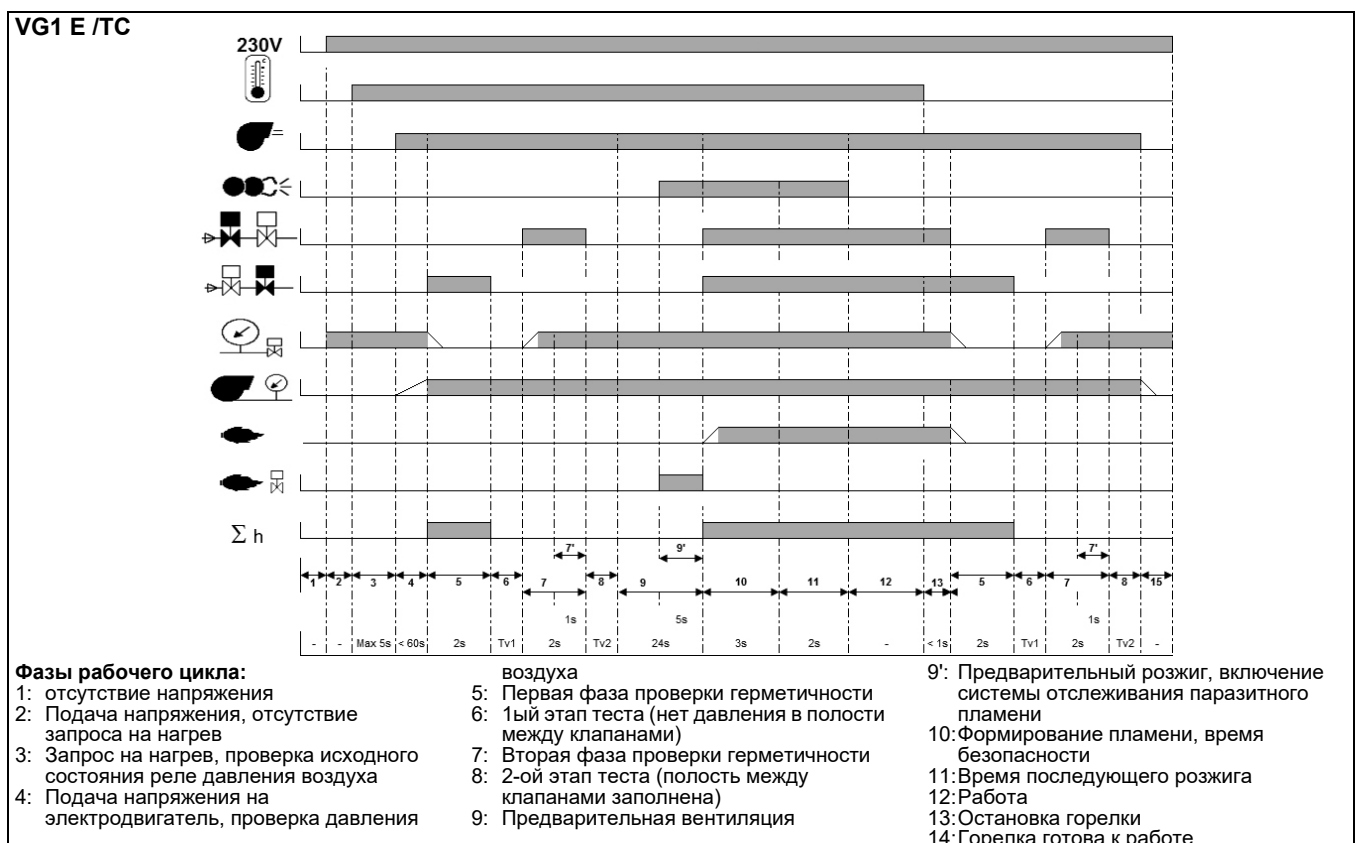 VG1 E /TC
230V
Σ h
7' 9' 7'
1 2 3 4 5 6 7 8 9 10 11 12 13 5 6 7 8 15
1s 5s 1s
- - Max 5s < 60s 2s Tv1 2s Tv2 24s 3s 2s - < 1s 2s Tv1 2s Tv2 -
Фазы рабочего цикла:
1: отсутствие напряжения
2: Подача напряжения, отсутствие
запроса на нагрев
3: Запрос на нагрев, проверка исходного
состояния реле давления воздуха
4: Подача напряжения на
электродвигатель, проверка давления
воздуха
5: Первая фаза проверки герметичности
6: 1ый этап теста (нет давления в полости
между клапанами)
7: Вторая фаза проверки герметичности
8: 2-ой этап теста (полость между
клапанами заполнена)
9: Предварительная вентиляция
9': Предварительный розжиг, включение
системы отслеживания паразитного
пламени
10:Формирование пламени, время
безопасности
11:Время последующего розжига
12:Работа
13:Остановка горелки
14:Горелка готова к работе